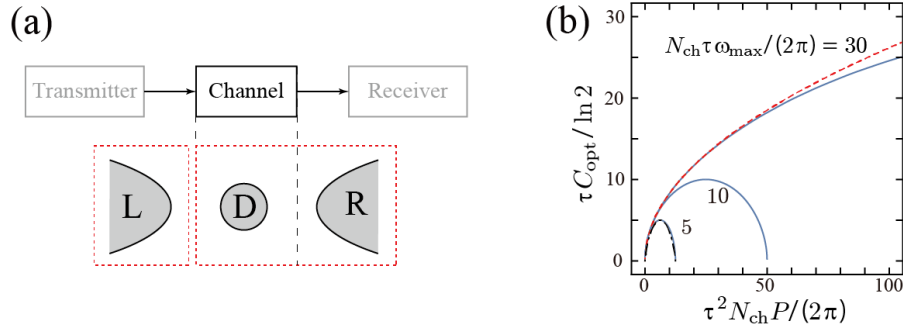 (a)
Transmitter
Channel
Receiver
L
D
R
(b)
30
20
10
0
0
50
100
N_ch τ ω_max/(2π) = 30
10
5
τ C_opt / ln 2
τ² N_ch P/(2π)